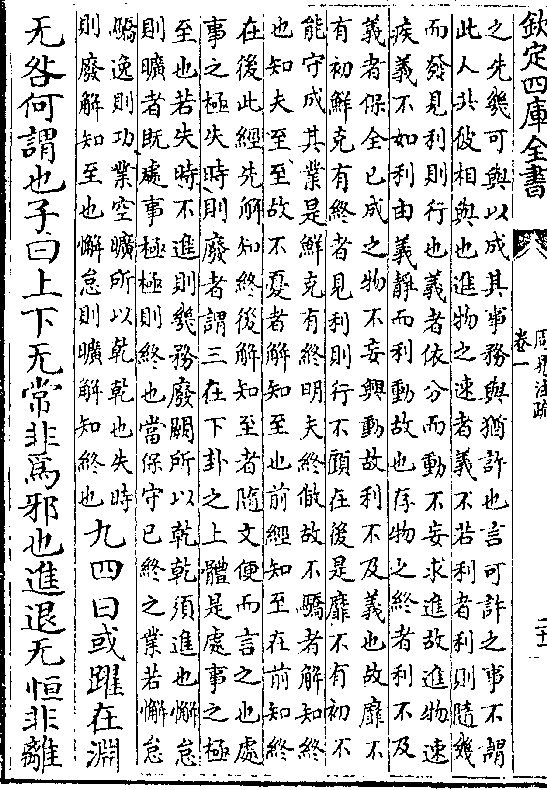 欽定四庫全書
周易注疏
卷一
二十一
之先幾可與以成其事務與猶許也言可許之事不謂
此人共彼相與也進物之速者義不若利者利則隨幾
而發見利則行也義者依分而動不妄求進故進物速
疾義不如利由義靜而利動故也存物之終者利不及
義者保全已成之物不妄興動故利不及義也故靡不
有初鮮克有終者見利則行不顧在後是靡不有初不
能守成其業是鮮克有終明夫終儆故不驕者解知終
也知夫至至故不憂者解知至也前經知至在前知終
在後此經先解知終後解知至者隨文便而言之也處
事之極失時則廢者謂三在下卦之上體是處事之極
至也若失時不進則幾務廢闕所以乾乾須進也懈怠
則曠者既處事極極則終也當保守已終之業若懈怠
驕逸則功業空曠所以乾乾也失時
則廢解知至也懈怠則曠解知終也
九四曰或躍在淵
无咎何謂也子曰上下无常非爲邪也進退无恒非離